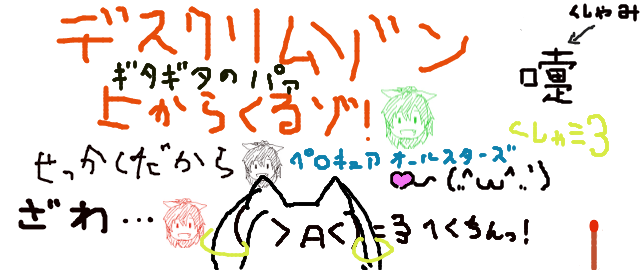 デスクリムゾン
くしゃみ
ギタギタのパァ
嚔
上からくるゾ!
くしゃミ3
せっかくだから
ペロキュア オールスターズ
(.^ω^.)
ざわ…
>A<
=3 へくちんっ!